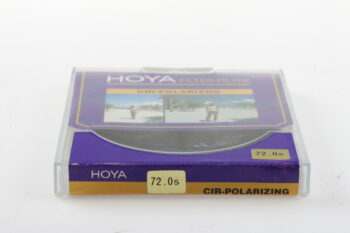 HOYA FILTER·FILTRE
CIR-POLARIZING
72.0s
HOYA
72.0s
CIR-POLARIZING